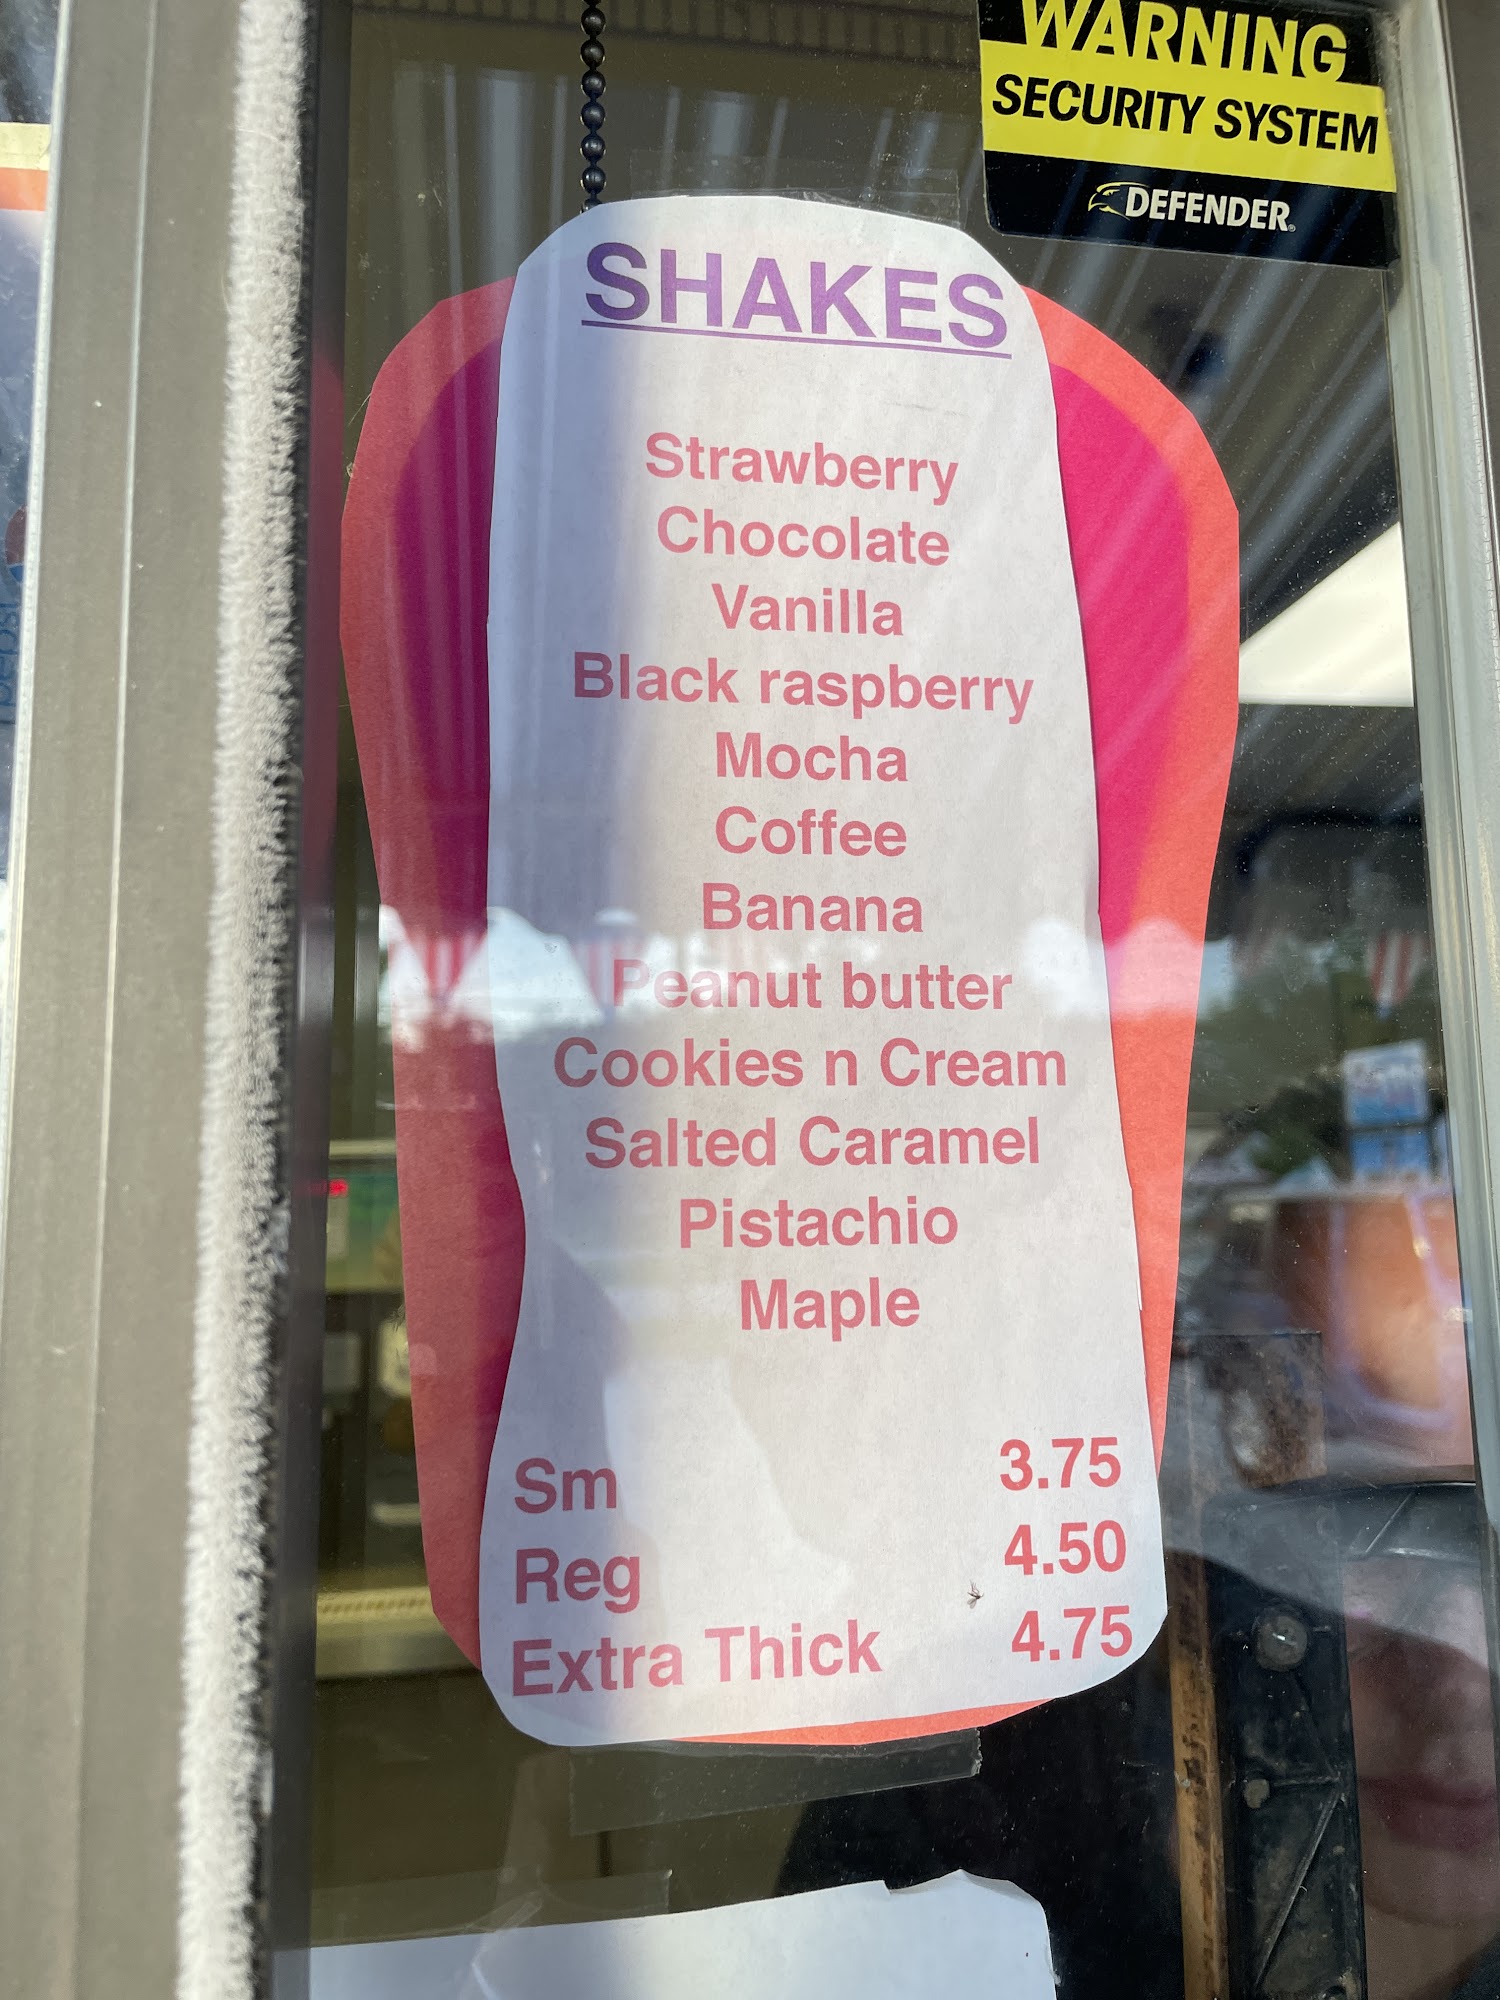 WARNING
SECURITY SYSTEM
DEFENDER®
SHAKES
Strawberry
Chocolate
Vanilla
Black raspberry
Mocha
Coffee
Banana
Peanut butter
Cookies n Cream
Salted Caramel
Pistachio
Maple
Sm 3.75
Reg 4.50
Extra Thick 4.75
pepsi